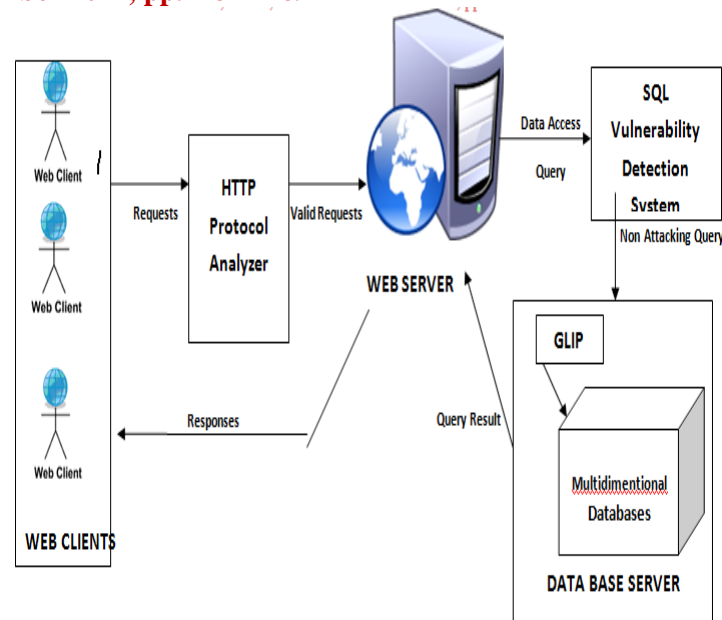 Web Client
Web Client
Web Client
WEB CLIENTS
Requests
HTTP
Protocol
Analyzer
Valid Requests
WEB SERVER
Data Access
Query
SQL
Vulnerability
Detection
System
Non Attacking Query
GLIP
Multidimentional
Databases
DATA BASE SERVER
Query Result
Responses